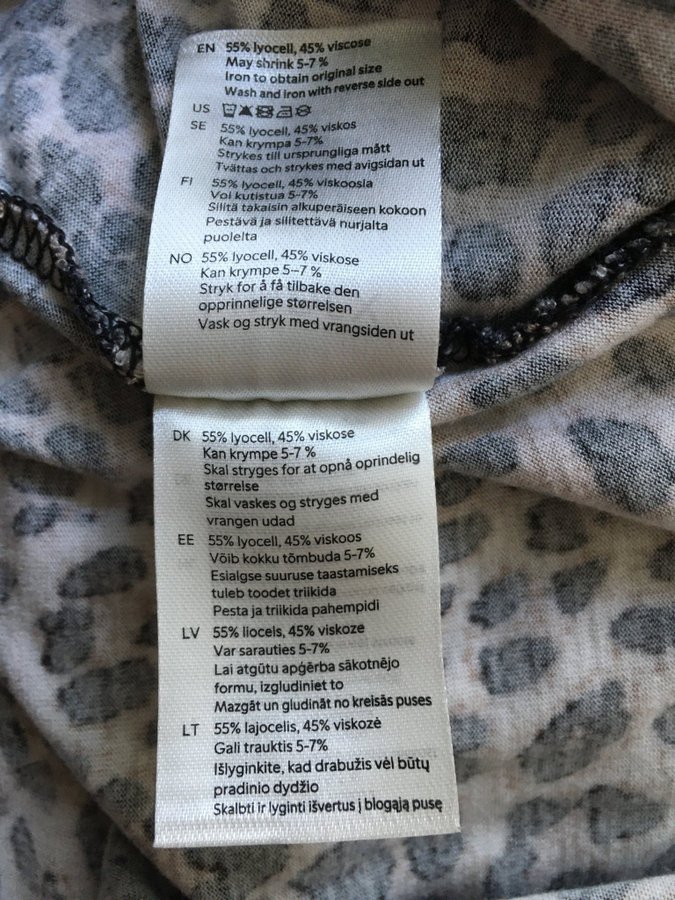 EN 55% lyocell, 45% viscose
May shrink 5-7 %
Iron to obtain original size
Wash and iron with reverse side out
US
SE 55% lyocell, 45% viskos
Kan krympa 5-7%
Strykes till ursprungliga mått
Tvättas och strykes med avigsidan ut
FI 55% lyocell, 45% viskoosia
Voi kutistua 5-7%
Silitä takaisin alkuperäiseen kokoon
Pestävä ja silitettävä nurjalta
puolelta
NO 55% lyocell, 45% viskose
Kan krympe 5–7 %
Stryk for å få tilbake den
opprinnelige størrelsen
Vask og stryk med vrangsiden ut
DK 55% lyocell, 45% viskose
Kan krympe 5-7 %
Skal stryges for at opnå oprindelig
størrelse
Skal vaskes og stryges med
vrangen udad
EE 55% lyocell, 45% viskoos
Võib kokku tõmbuda 5-7%
Esialgse suuruse taastamiseks
tuleb toodet triikida
Pesta ja triikida pahempidi
LV 55% liocels, 45% viskoze
Var sarauties 5-7%
Lai atgūtu apģērba sākotnējo
formu, izgludiniet to
Mazgāt un gludināt no kreisās puses
LT 55% lajocelis, 45% viskozė
Gali trauktis 5-7%
Išlyginkite, kad drabužis vėl būtų
pradinio dydžio
Skalbti ir lyginti išvertus į blogąją pusę